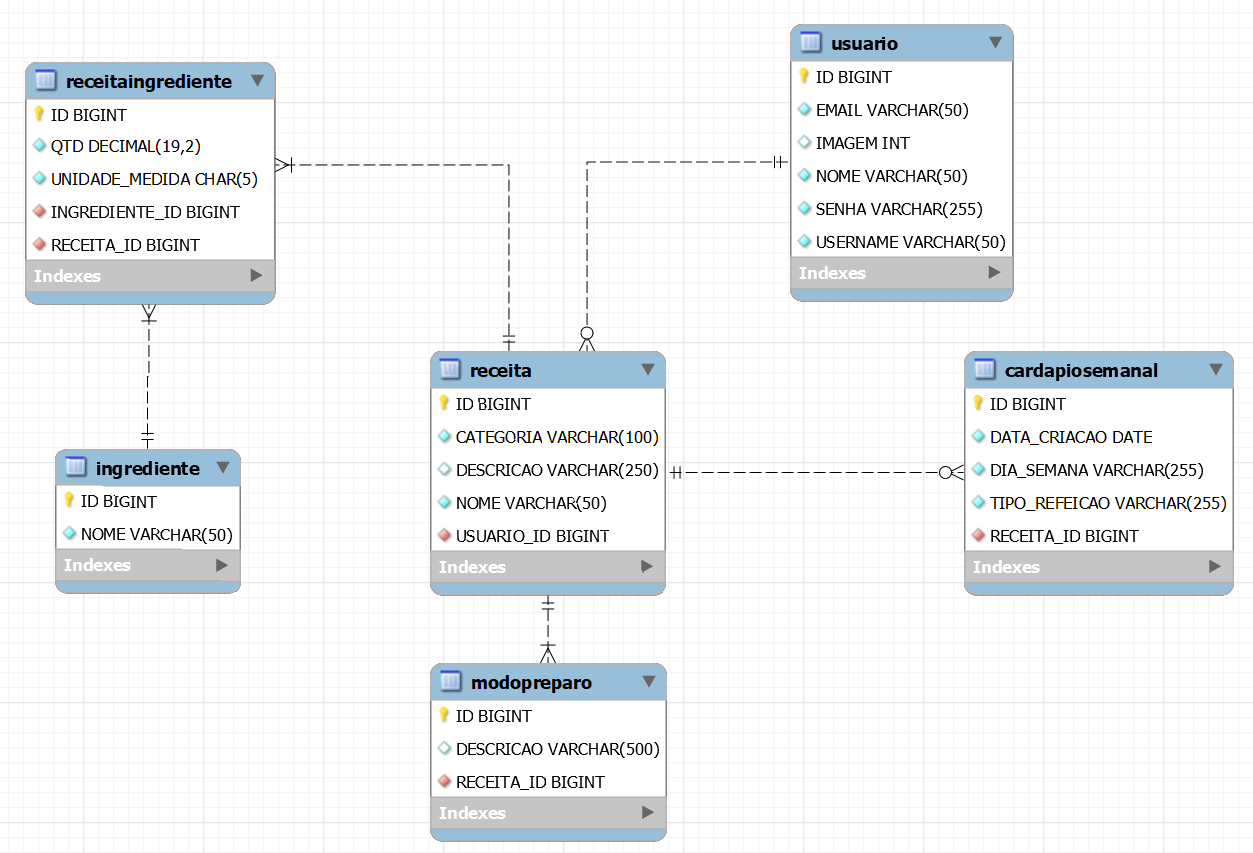 receitaingrediente
ID BIGINT
QTD DECIMAL(19,2)
UNIDADE_MEDIDA CHAR(5)
INGREDIENTE_ID BIGINT
RECEITA_ID BIGINT
Indexes
usuario
ID BIGINT
EMAIL VARCHAR(50)
IMAGEM INT
NOME VARCHAR(50)
SENHA VARCHAR(255)
USERNAME VARCHAR(50)
Indexes
ingrediente
ID BIGINT
NOME VARCHAR(50)
Indexes
receita
ID BIGINT
CATEGORIA VARCHAR(100)
DESCRICAO VARCHAR(250)
NOME VARCHAR(50)
USUARIO_ID BIGINT
Indexes
cardapiosemanal
ID BIGINT
DATA_CRIACAO DATE
DIA_SEMANA VARCHAR(255)
TIPO_REFEICAO VARCHAR(255)
RECEITA_ID BIGINT
Indexes
modopreparo
ID BIGINT
DESCRICAO VARCHAR(500)
RECEITA_ID BIGINT
Indexes